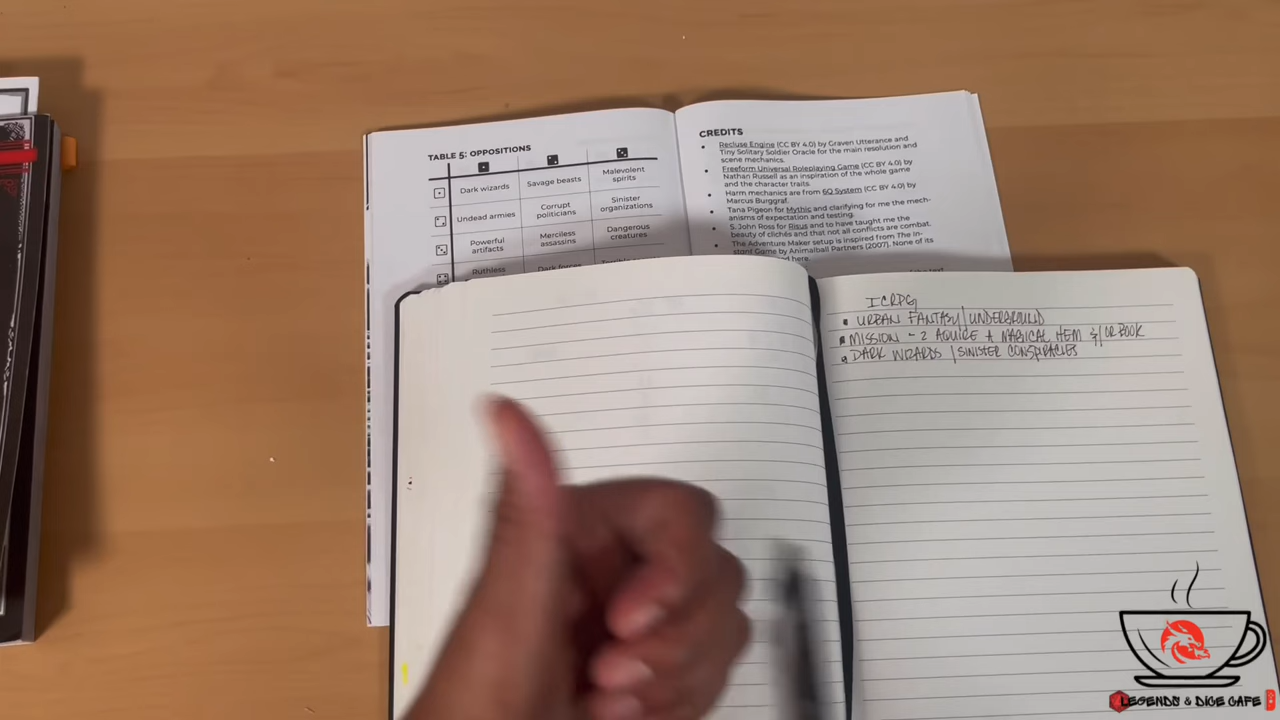 TABLE 5: OPPOSITIONS
Dark wizards
Savage beasts
Malevolent
spirits
Undead armies
Corrupt
politicians
Sinister
organizations
Powerful
artifacts
Merciless
assassins
Dangerous
creatures
Ruthless
Dark forces
CREDITS
• Recluse Engine (CC BY 4.0) by Graven Utterance and
Tiny Solitary Soldier Oracle for the main resolution and
scene mechanics.
• Freeform Universal Roleplaying Game (CC BY 4.0) by
Nathan Russell as an inspiration of the whole game
and the character traits.
• Harm mechanics are from 6Q System (CC BY 4.0) by
Marcus Burggraf.
• Tana Pigeon for Mythic and clarifying for me the mech-
anisms of expectation and testing.
• S. John Ross for Risus and to have taught me the
beauty of clichés and that not all conflicts are combat.
• The Adventure Maker setup is inspired from The In-
stant Game by Animalball Partners (2007). None of its
here.
ICRPG
URBAN FANTASY/UNDERGROUND
MISSION - 2 AQUIRE A MAGICAL ITEM &/OR BOOK
DARK WIZARDS / SINISTER CONSPIRACIES
LEGENDS & DICE CAFE